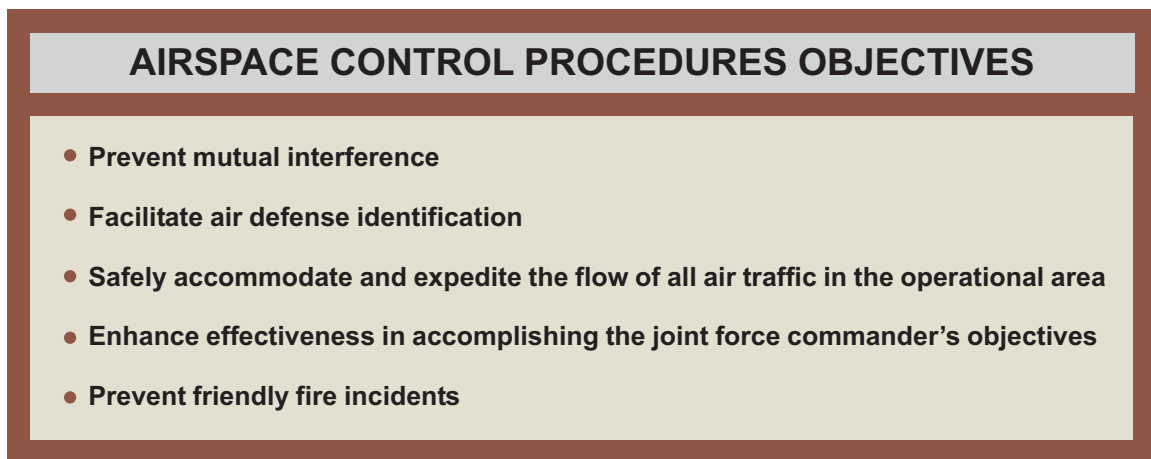 AIRSPACE CONTROL PROCEDURES OBJECTIVES
Prevent mutual interference
Facilitate air defense identification
Safely accommodate and expedite the flow of all air traffic in the operational area
Enhance effectiveness in accomplishing the joint force commander’s objectives
Prevent friendly fire incidents